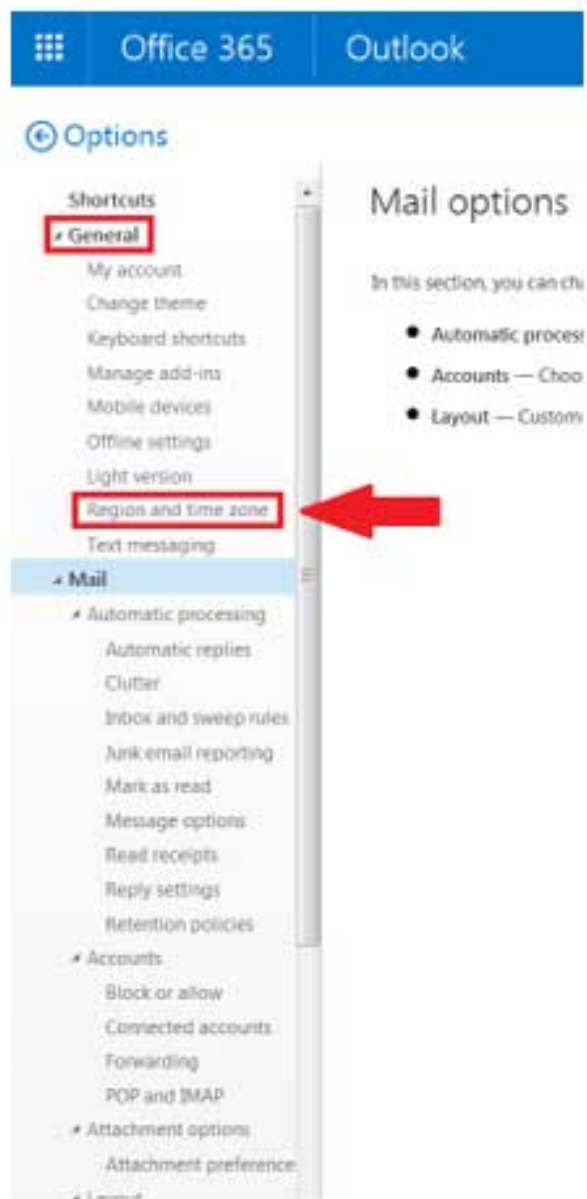 Office 365 Outlook
Options
Shortcuts
General
My account
Change theme
Keyboard shortcuts
Manage add-ins
Mobile devices
Offline settings
Light version
Region and time zone
Text messaging
Mail
Automatic processing
Automatic replies
Clutter
Inbox and sweep rules
Junk email reporting
Mark as read
Message options
Read receipts
Reply settings
Retention policies
Accounts
Block or allow
Connected accounts
Forwarding
POP and IMAP
Attachment options
Attachment preference
Mail options
In this section, you can ch
Automatic proces
Accounts — Choo
Layout — Custom